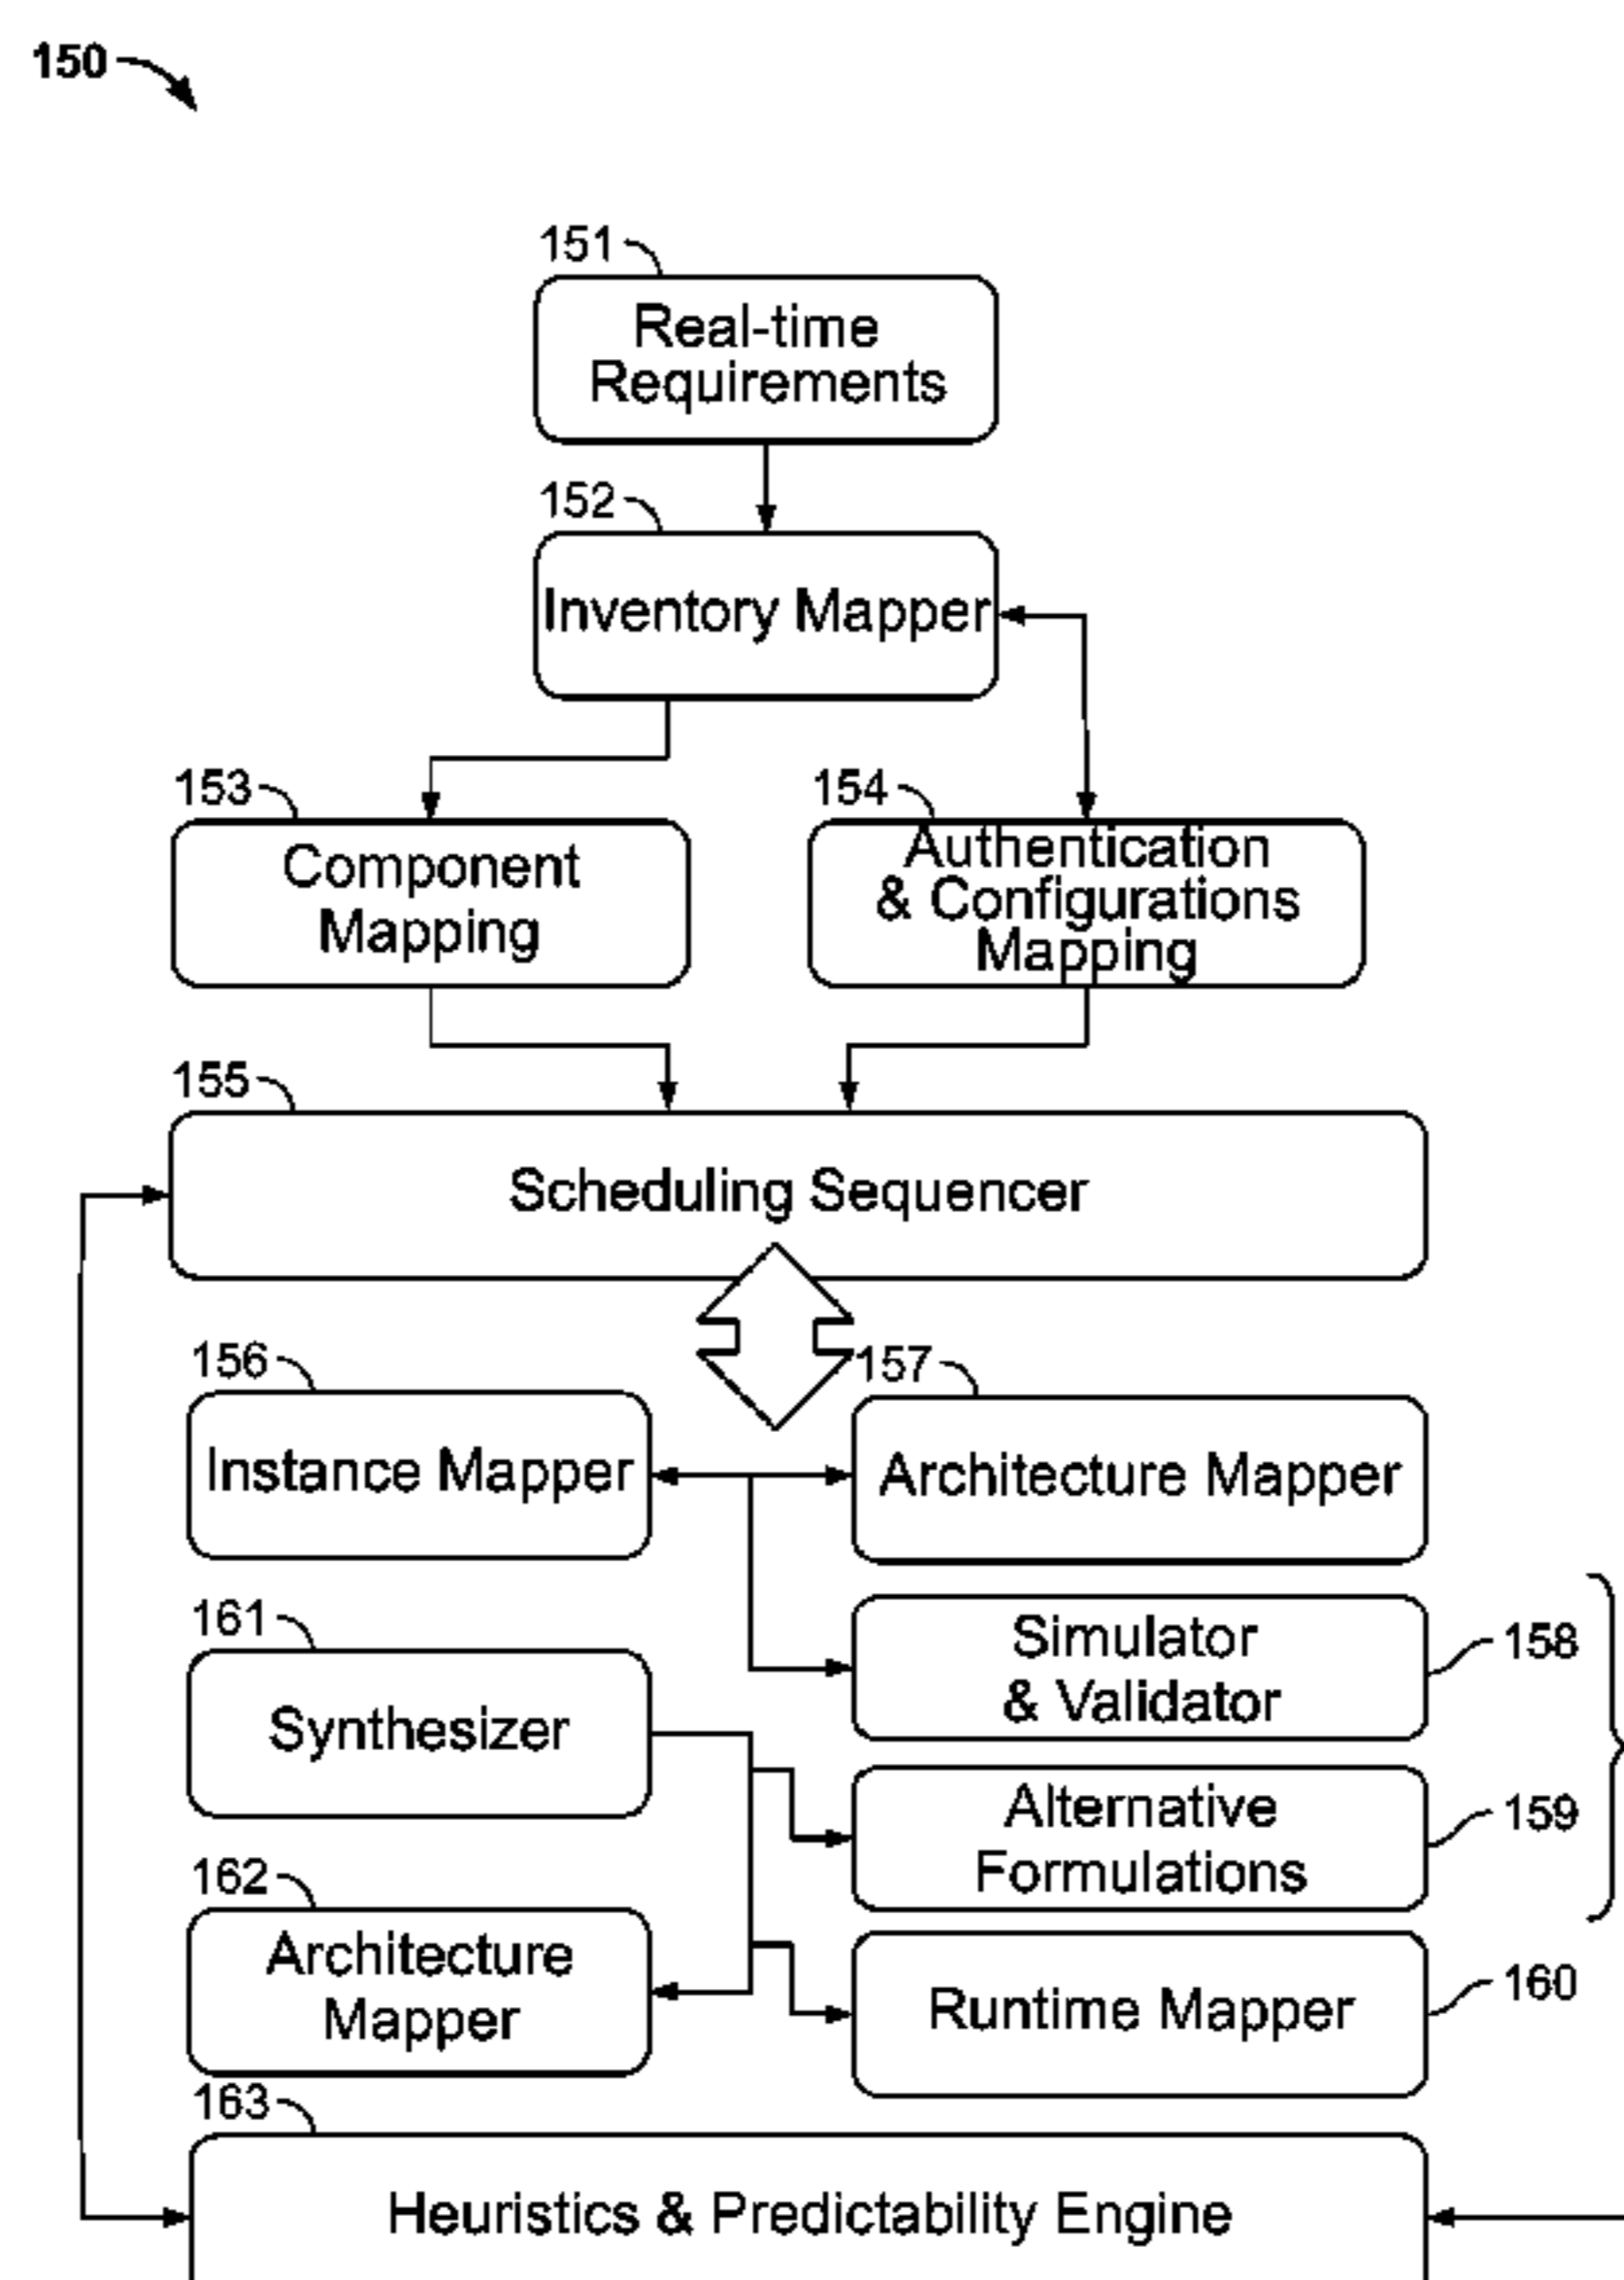 150
151
Real-time
Requirements
152
Inventory Mapper
153
Component
Mapping
154
Authentication
& Configurations
Mapping
155
Scheduling Sequencer
156
Instance Mapper
157
Architecture Mapper
Simulator
& Validator
158
161
Synthesizer
Alternative
Formulations
159
162
Architecture
Mapper
Runtime Mapper
160
163
Heuristics & Predictability Engine